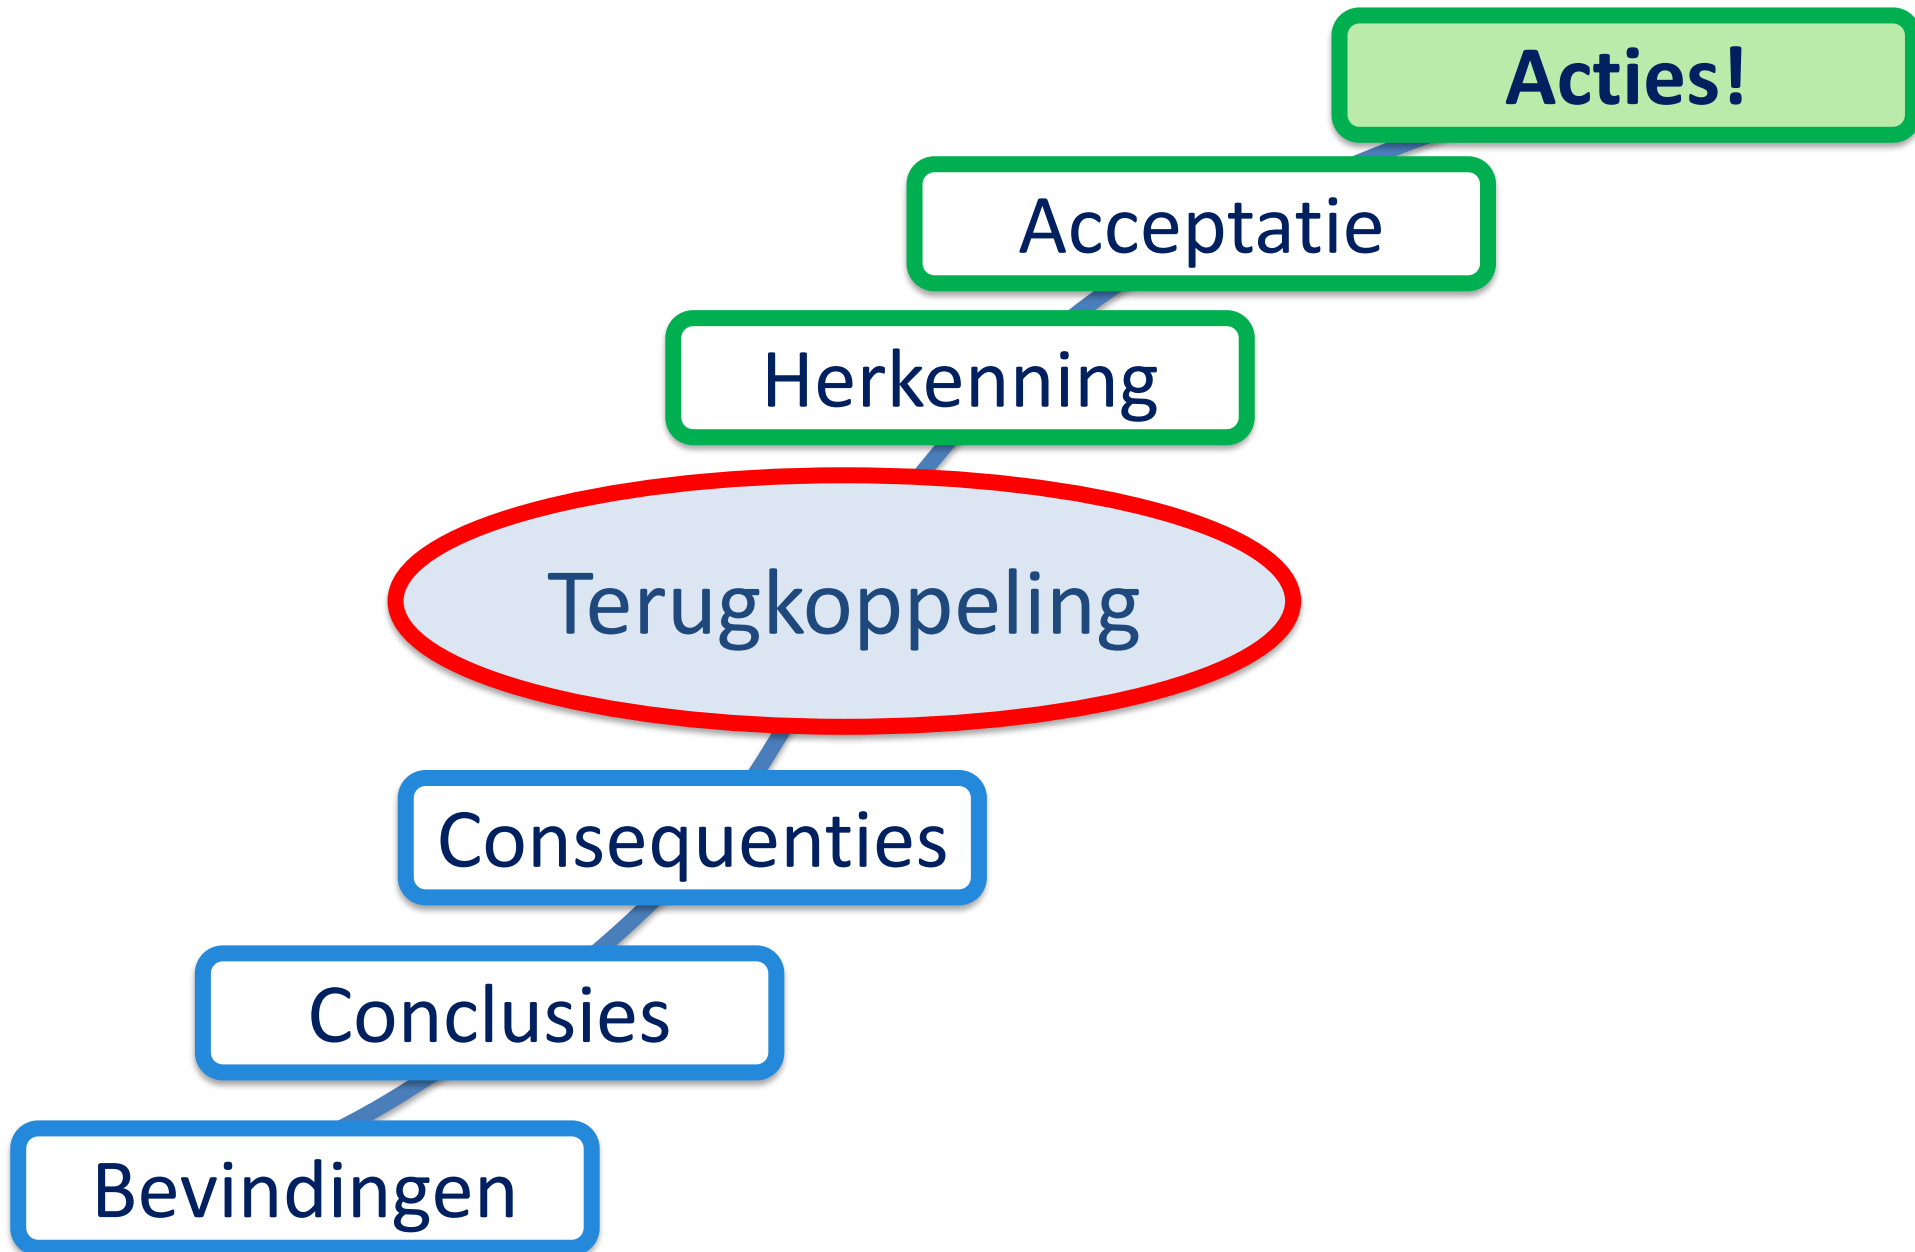 Acties!
Acceptatie
Herkenning
Terugkoppeling
Consequenties
Conclusies
Bevindingen